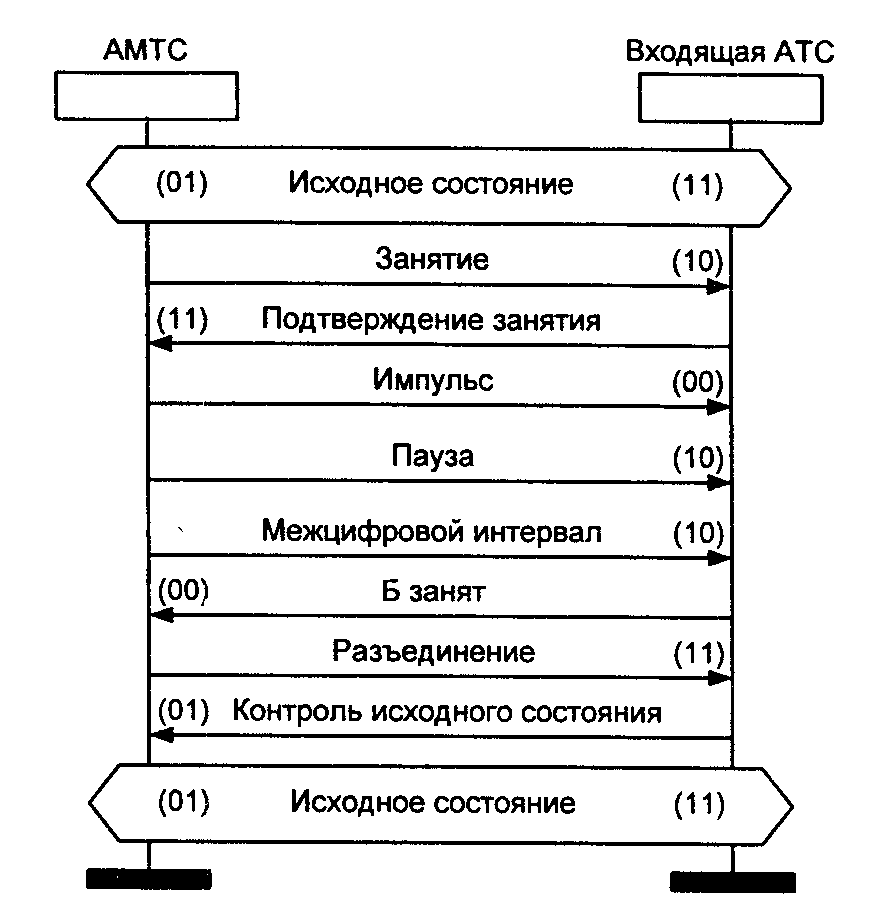 АМТС
Входящая АТС
(01) Исходное состояние (11)
Занятие (10)
(11) Подтверждение занятия
Импульс (00)
Пауза (10)
Межцифровой интервал (10)
(00) Б занят
Разъединение (11)
(01) Контроль исходного состояния
(01) Исходное состояние (11)